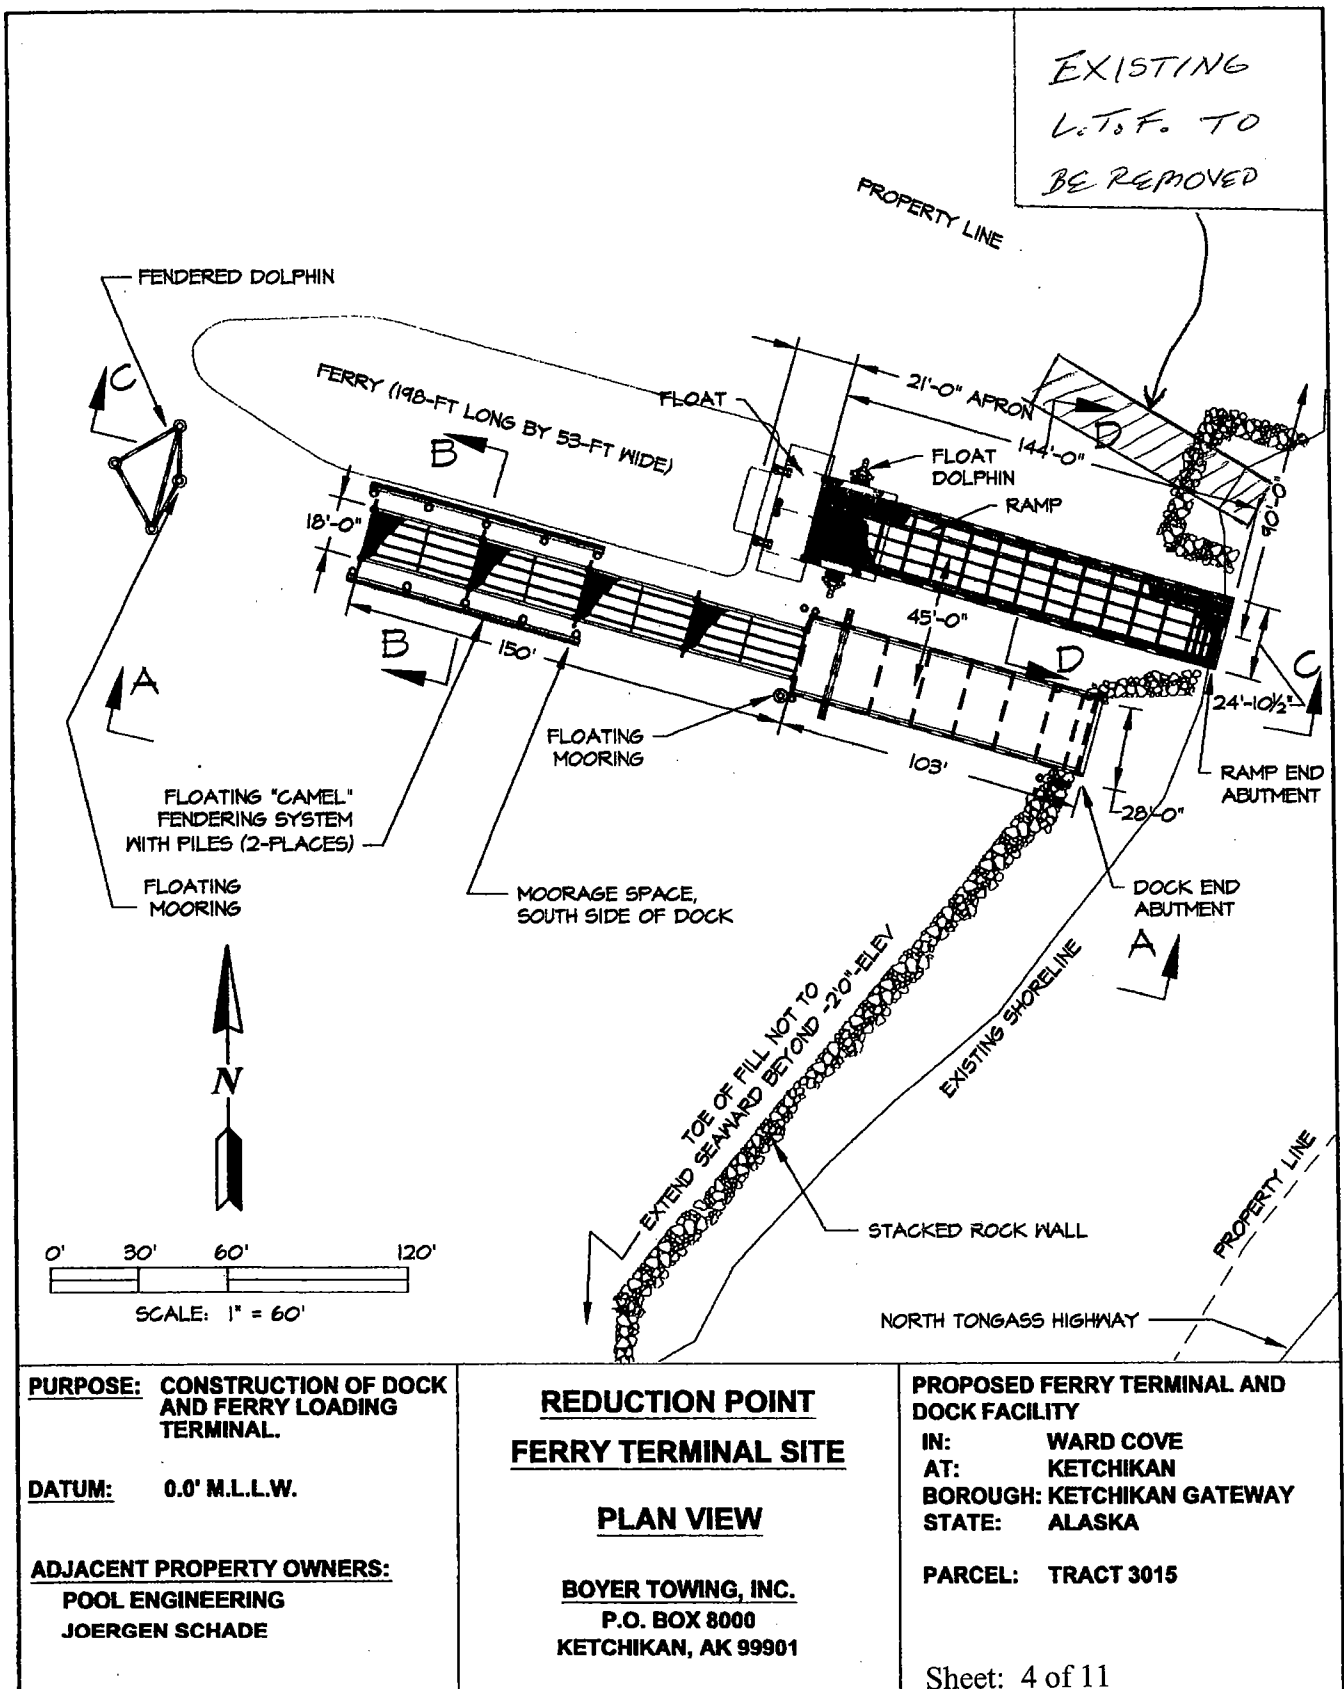 EXISTING
L.T.F. TO
BE REMOVED
PROPERTY LINE
FENDERED DOLPHIN
C
FERRY (198-FT LONG BY 53-FT WIDE)
FLOAT
21'-0" APRON
D
144'-0"
B
FLOAT
DOLPHIN
RAMP
18'-0"
90'-0"
45'-0"
B
150'
D
C
A
24'-10½"
FLOATING
MOORING
103'
RAMP END
ABUTMENT
28'-0"
FLOATING "CAMEL"
FENDERING SYSTEM
WITH PILES (2-PLACES)
FLOATING
MOORING
MOORAGE SPACE,
SOUTH SIDE OF DOCK
DOCK END
ABUTMENT
A
TOE OF FILL NOT TO
EXTEND SEAWARD BEYOND -2'0"-ELEV
EXISTING SHORELINE
N
STACKED ROCK WALL
PROPERTY LINE
0' 30' 60' 120'
SCALE: 1" = 60'
NORTH TONGASS HIGHWAY
PURPOSE: CONSTRUCTION OF DOCK
AND FERRY LOADING
TERMINAL.
DATUM: 0.0' M.L.L.W.
ADJACENT PROPERTY OWNERS:
POOL ENGINEERING
JOERGEN SCHADE
REDUCTION POINT
FERRY TERMINAL SITE
PLAN VIEW
BOYER TOWING, INC.
P.O. BOX 8000
KETCHIKAN, AK 99901
PROPOSED FERRY TERMINAL AND
DOCK FACILITY
IN: WARD COVE
AT: KETCHIKAN
BOROUGH: KETCHIKAN GATEWAY
STATE: ALASKA
PARCEL: TRACT 3015
Sheet: 4 of 11